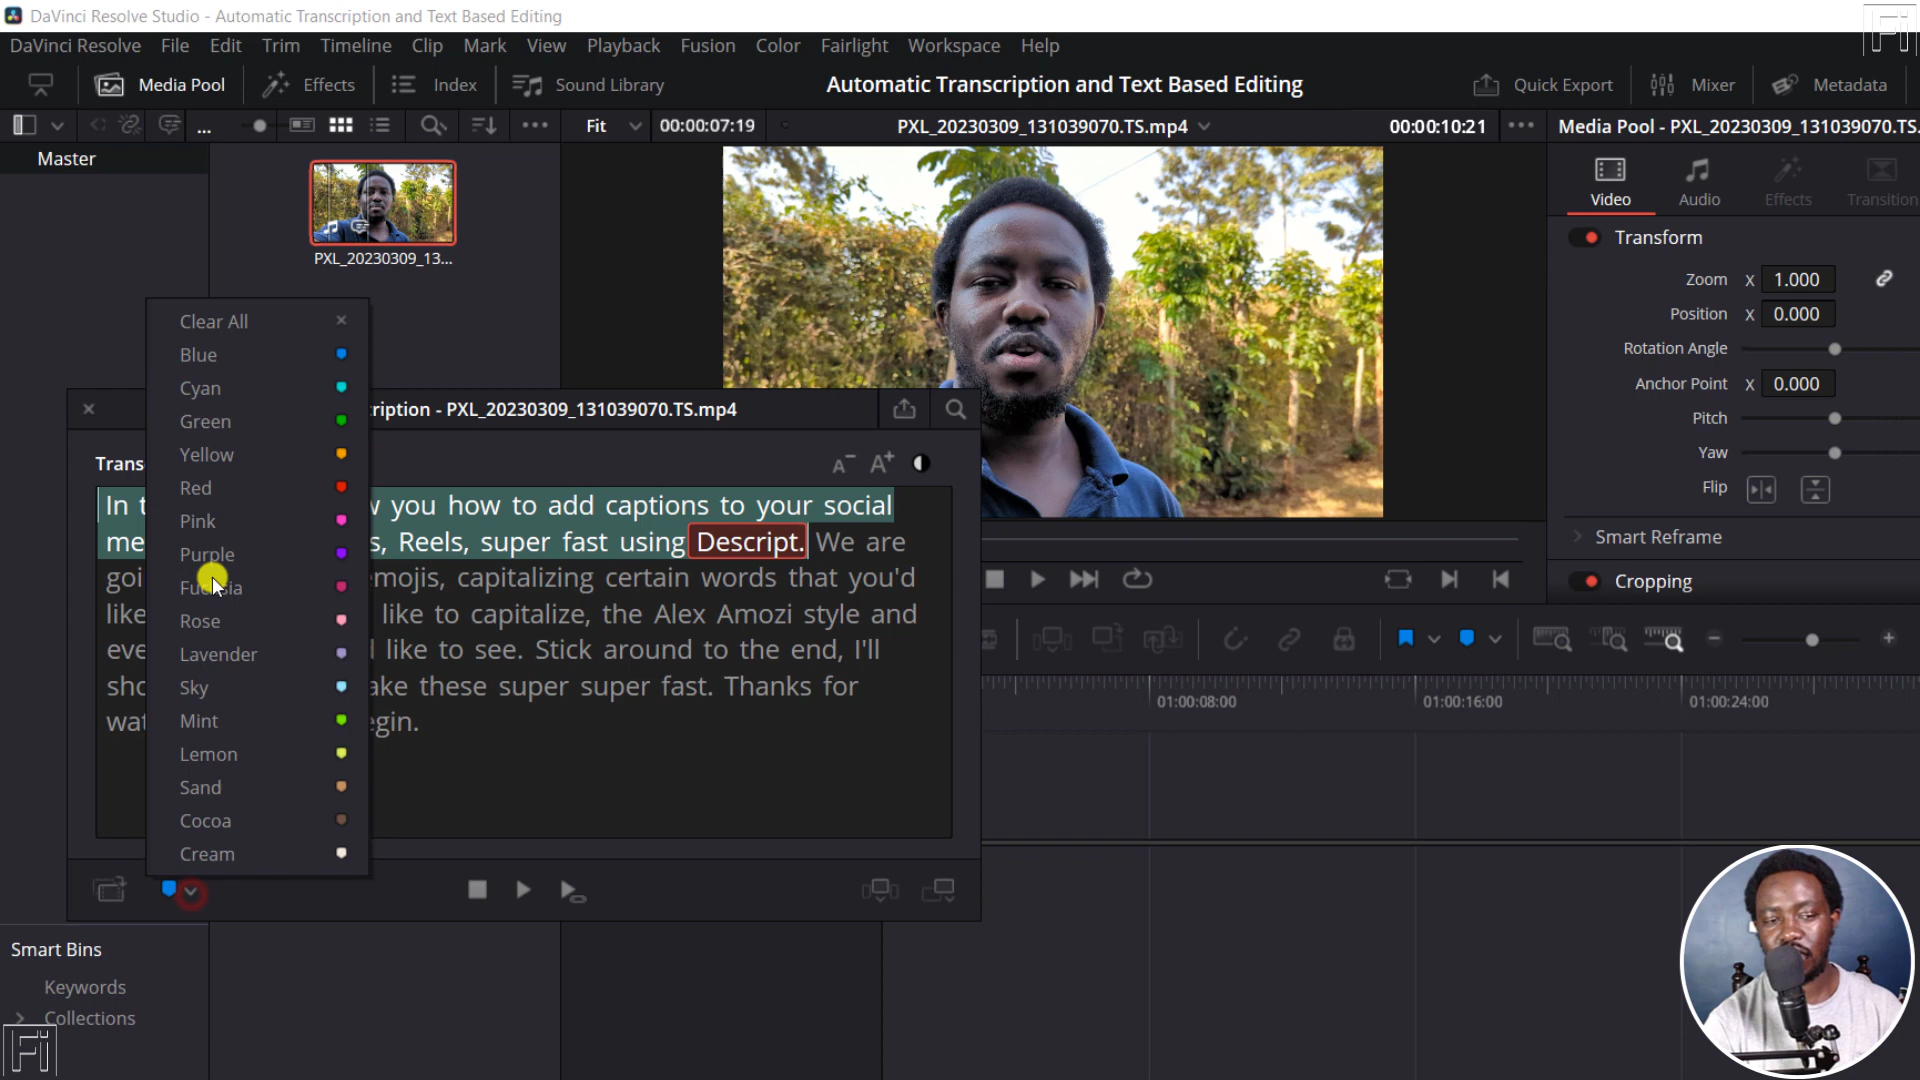 DaVinci Resolve Studio - Automatic Transcription and Text Based Editing
DaVinci Resolve File Edit Trim Timeline Clip Mark View Playback Fusion Color Fairlight Workspace Help
Media Pool Effects Index Sound Library Automatic Transcription and Text Based Editing Quick Export Mixer Metadata
... Fit 00:00:07:19 PXL_20230309_131039070.TS.mp4 00:00:10:21 Media Pool - PXL_20230309_131039070.TS.
Master
PXL_20230309_13...
Video Audio Effects Transition
Transform
Zoom X 1.000
Position X 0.000
Rotation Angle
Anchor Point X 0.000
Pitch
Yaw
Flip
Smart Reframe
Cropping
Clear All
Blue
Cyan
Green
Yellow
Red
Pink
Purple
Rose
Lavender
Sky
Mint
Lemon
Sand
Cocoa
Cream
cription - PXL_20230309_131039070.TS.mp4
Trans A- A+
In t you how to add captions to your social
me s, Reels, super fast using Descript. We are
goi emojis, capitalizing certain words that you'd
like like to capitalize, the Alex Amozi style and
eve like to see. Stick around to the end, I'll
sho ake these super super fast. Thanks for
wat egin.
01:00:08:00 01:00:16:00 01:00:24:00
Smart Bins
Keywords
Collections
Fi
Fi